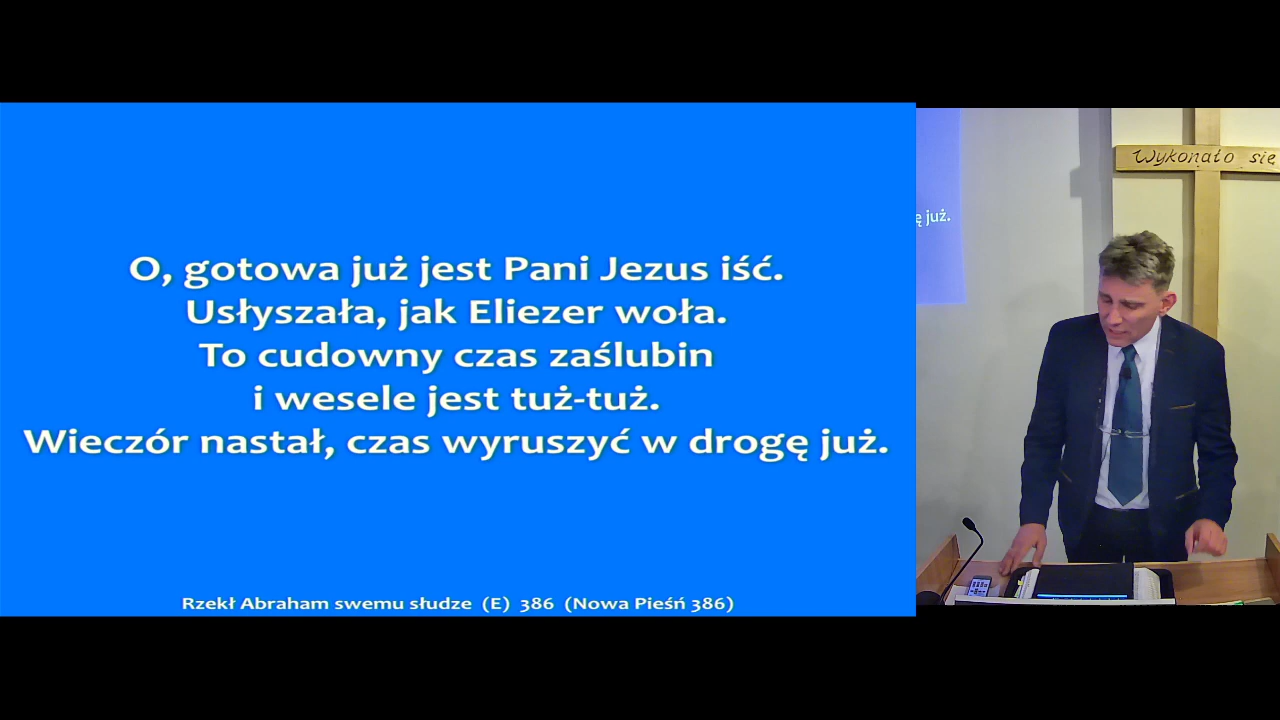 O, gotowa już jest Pani Jezus iść.
Usłyszała, jak Eliezer woła.
To cudowny czas zaślubin
i wesele jest tuż-tuż.
Wieczór nastał, czas wyruszyć w drogę już.
Rzekł Abraham swemu słudze (E) 386 (Nowa Pieśń 386)
ę już.
Wykonało się